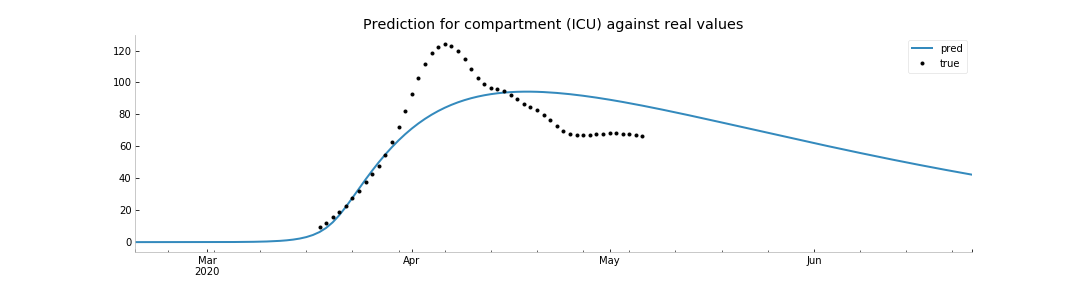 Prediction for compartment (ICU) against real values
120
100
80
60
40
20
0
pred
true
Mar
2020
Apr
May
Jun